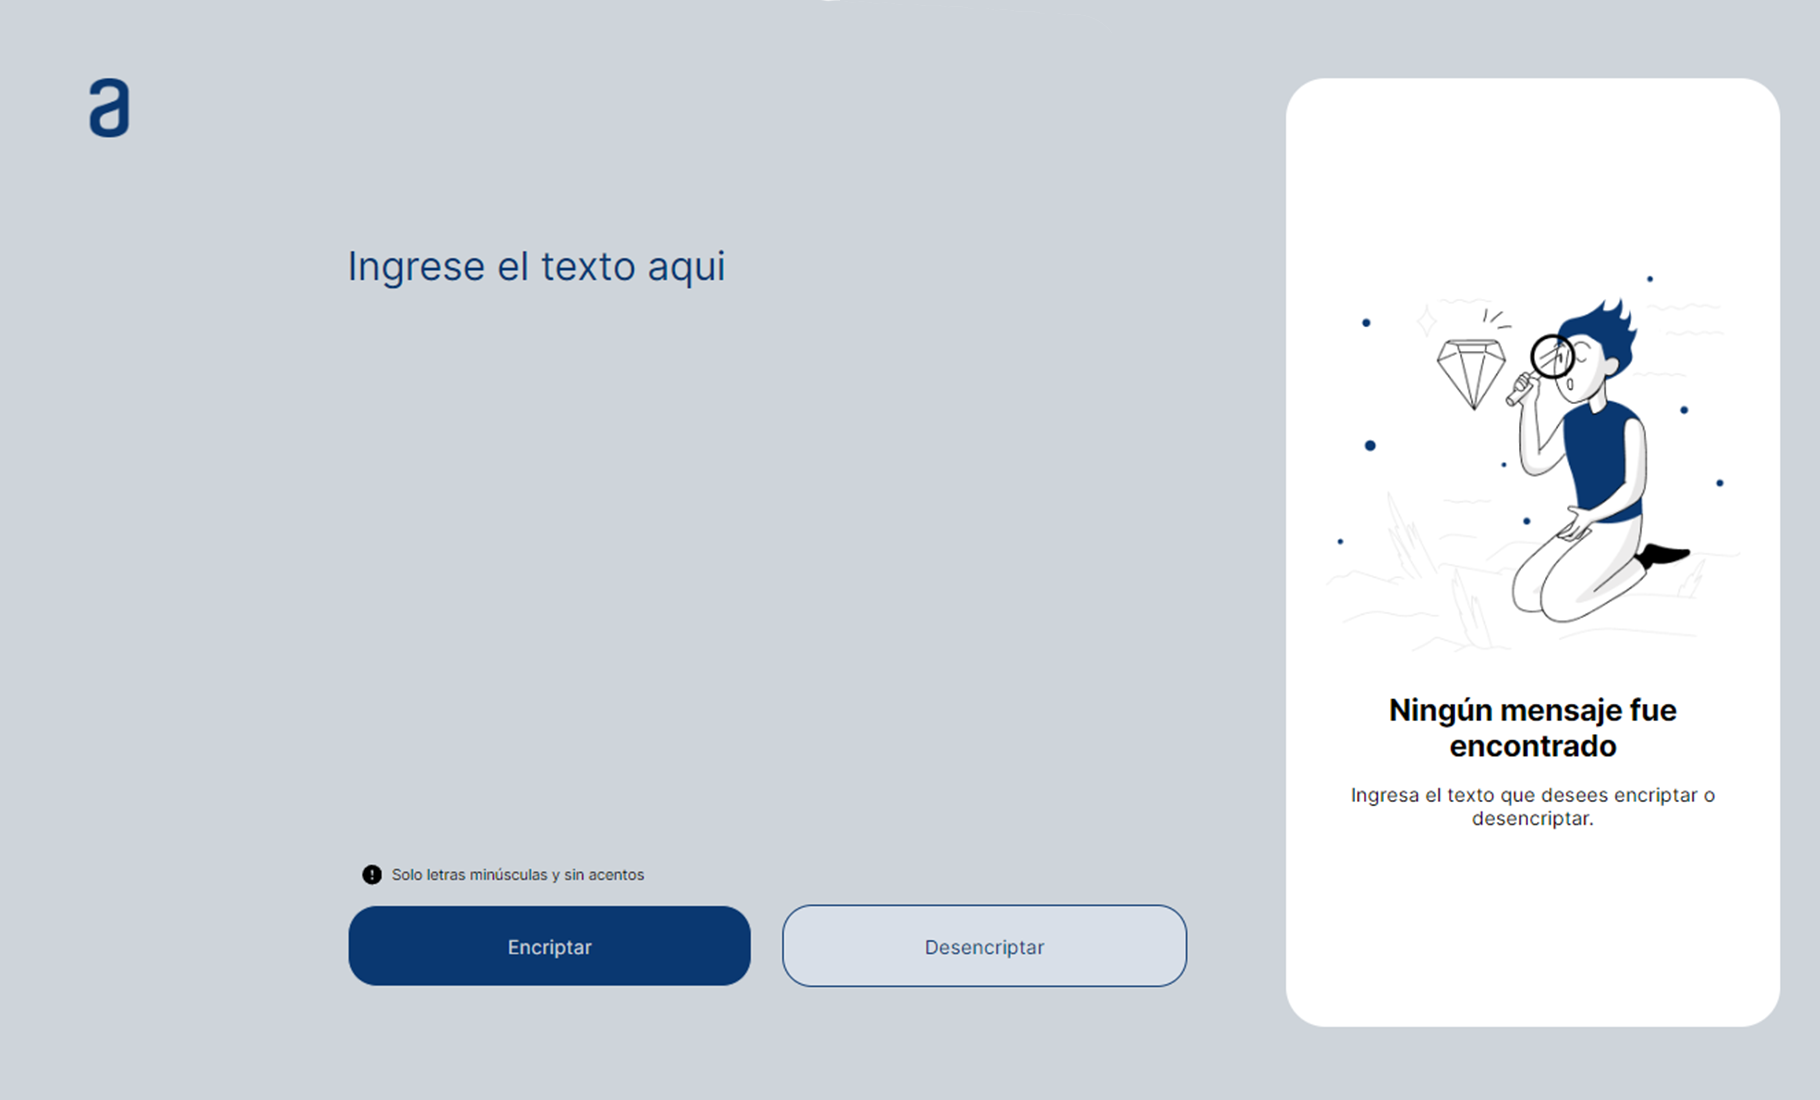 a
Ingrese el texto aqui
Solo letras minúsculas y sin acentos
Encriptar
Desencriptar
Ningún mensaje fue
encontrado
Ingresa el texto que desees encriptar o
desencriptar.